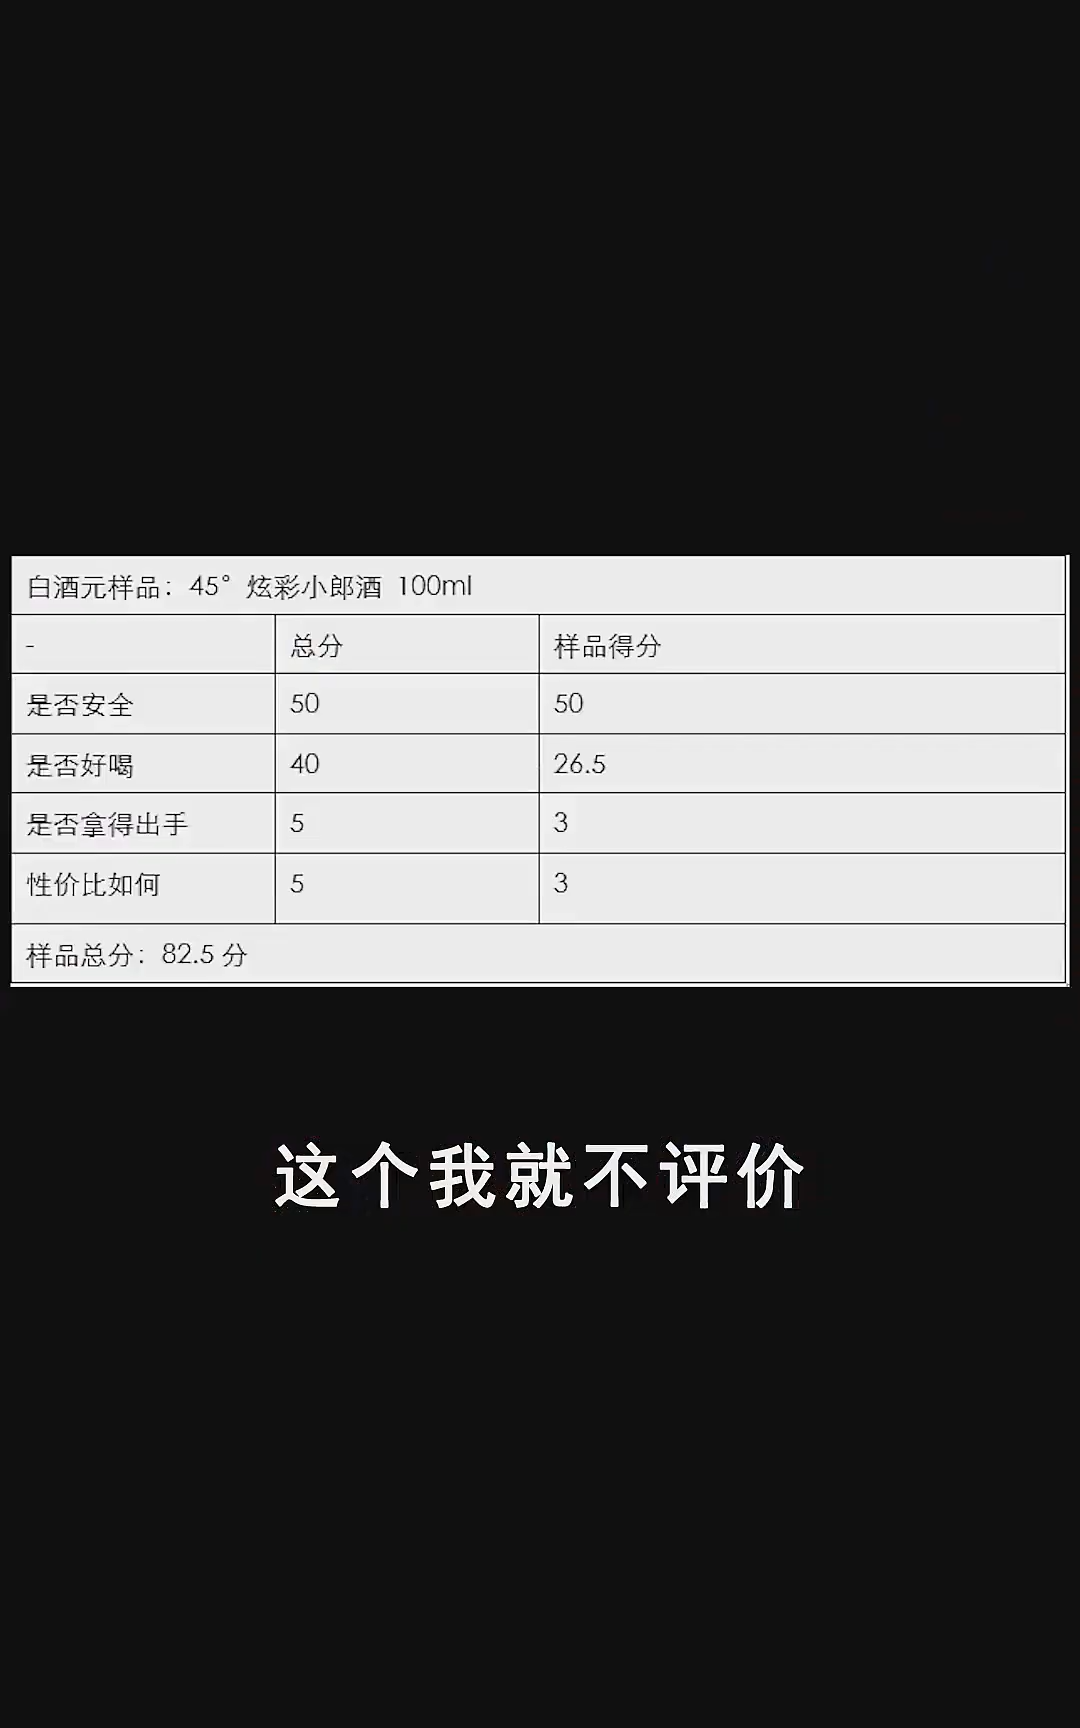 白酒元样品：45° 炫彩小郎酒 100ml
- 总分 样品得分
是否安全 50 50
是否好喝 40 26.5
是否拿得出手 5 3
性价比如何 5 3
样品总分：82.5 分
这个我就不评价